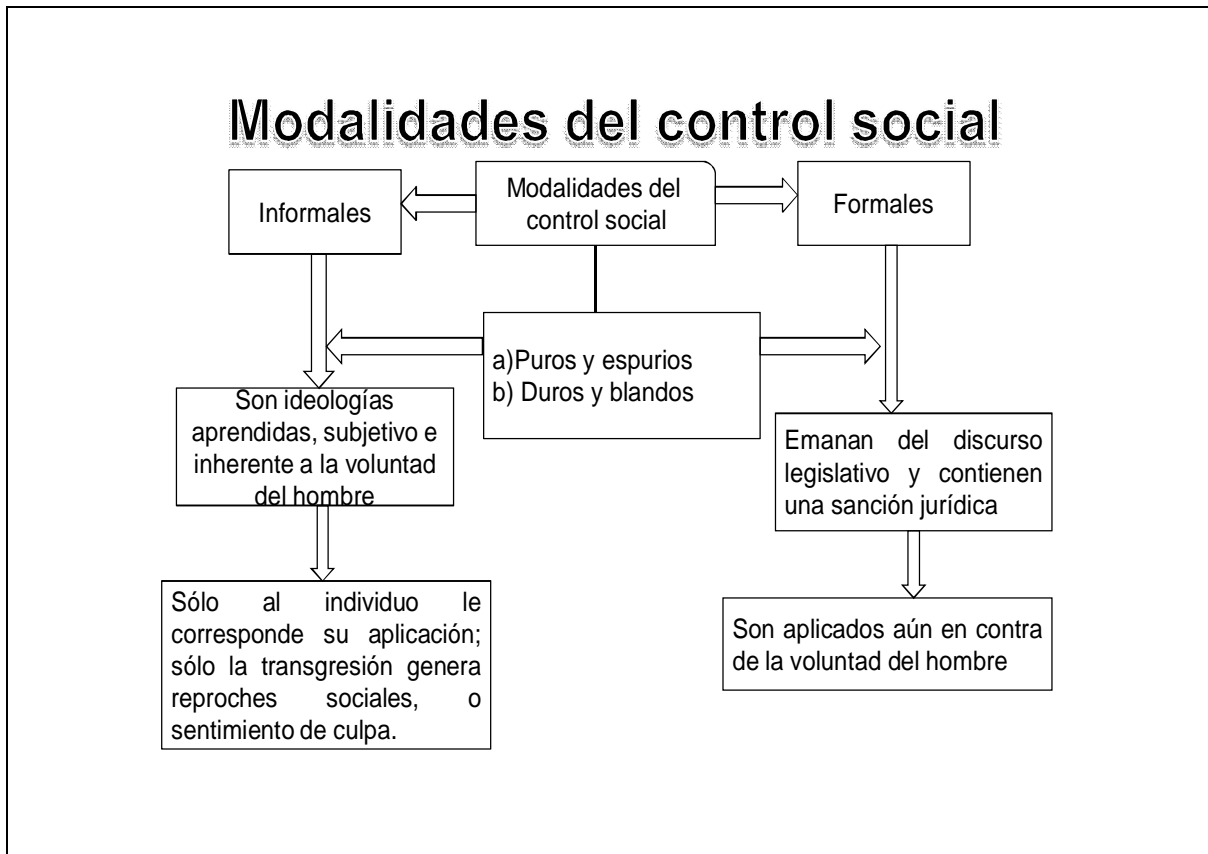 Modalidades del control social
Informales
Modalidades del
control social
Formales
a)Puros y espurios
b) Duros y blandos
Son ideologías
aprendidas, subjetivo e
inherente a la voluntad
del hombre
Emanan del discurso
legislativo y contienen
una sanción jurídica
Sólo al individuo le
corresponde su aplicación;
sólo la transgresión genera
reproches sociales, o
sentimiento de culpa.
Son aplicados aún en contra
de la voluntad del hombre